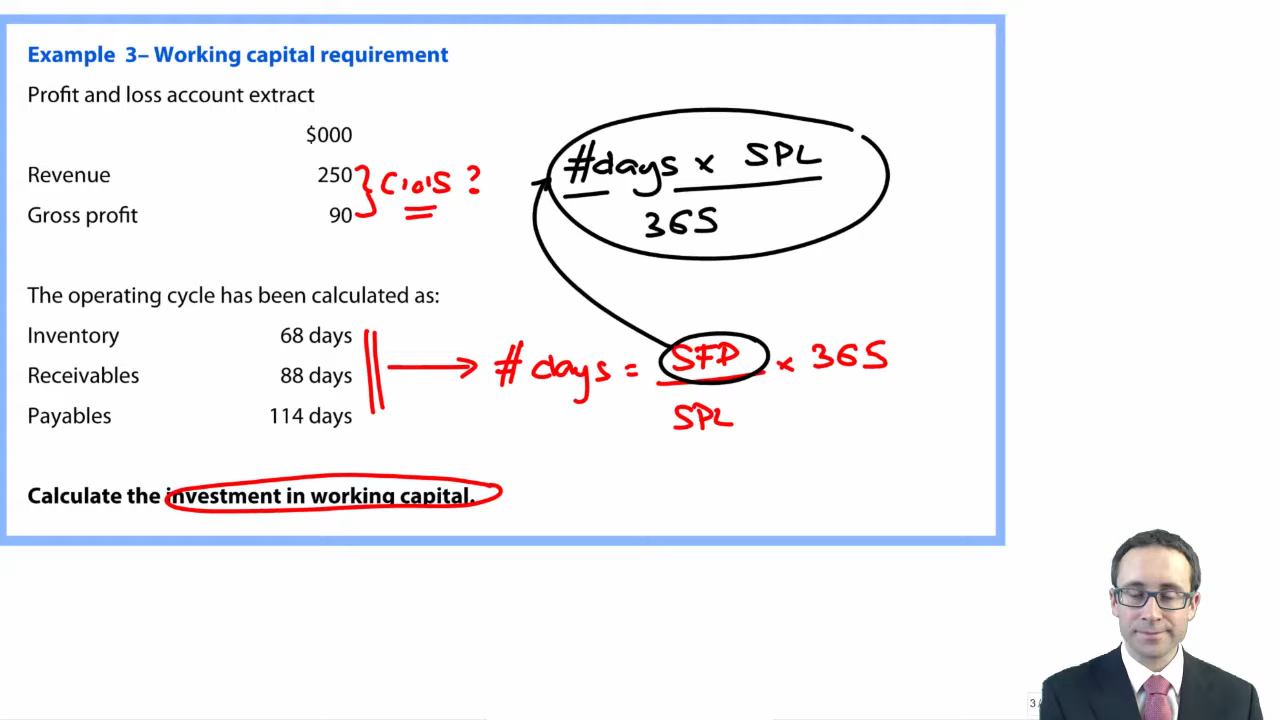 Example 3– Working capital requirement
Profit and loss account extract
$000
Revenue 250
Gross profit 90
COGS ?
#days x SPL
365
The operating cycle has been calculated as:
Inventory 68 days
Receivables 88 days
Payables 114 days
# days = SFP x 365
SPL
Calculate the investment in working capital.
3 /